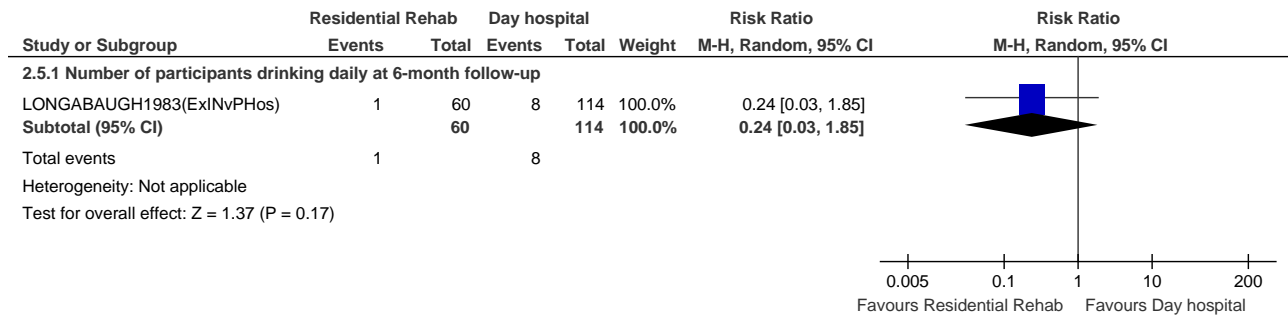 Residential Rehab Day hospital Risk Ratio Risk Ratio
Study or Subgroup Events Total Events Total Weight M-H, Random, 95% CI M-H, Random, 95% CI
2.5.1 Number of participants drinking daily at 6-month follow-up
LONGABAUGH1983(ExINvPHos) 1 60 8 114 100.0% 0.24 [0.03, 1.85]
Subtotal (95% CI) 60 114 100.0% 0.24 [0.03, 1.85]
Total events 1 8
Heterogeneity: Not applicable
Test for overall effect: Z = 1.37 (P = 0.17)
0.005 0.1 1 10 200
Favours Residential Rehab Favours Day hospital